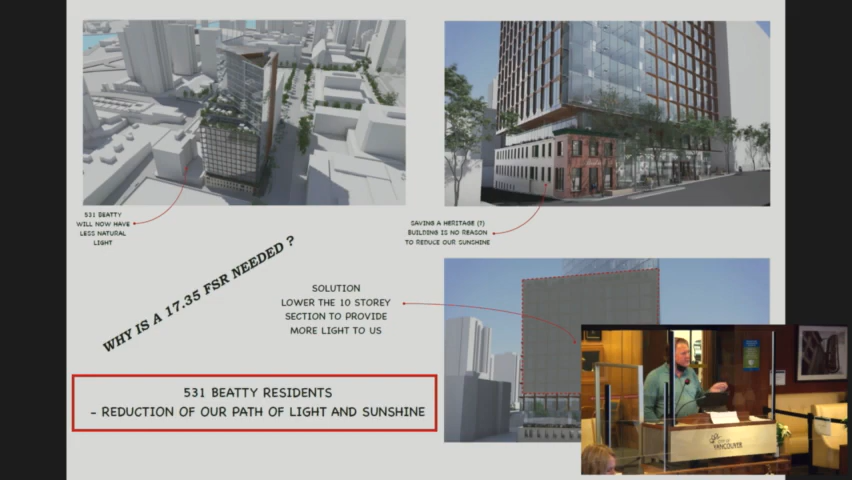 531 BEATTY
WILL NOW HAVE
LESS NATURAL
LIGHT
SAVING A HERITAGE (?)
BUILDING IS NO REASON
TO REDUCE OUR SUNSHINE
WHY IS A 17.35 FSR NEEDED ?
SOLUTION
LOWER THE 10 STOREY
SECTION TO PROVIDE
MORE LIGHT TO US
531 BEATTY RESIDENTS
- REDUCTION OF OUR PATH OF LIGHT AND SUNSHINE
CITY OF
VANCOUVER